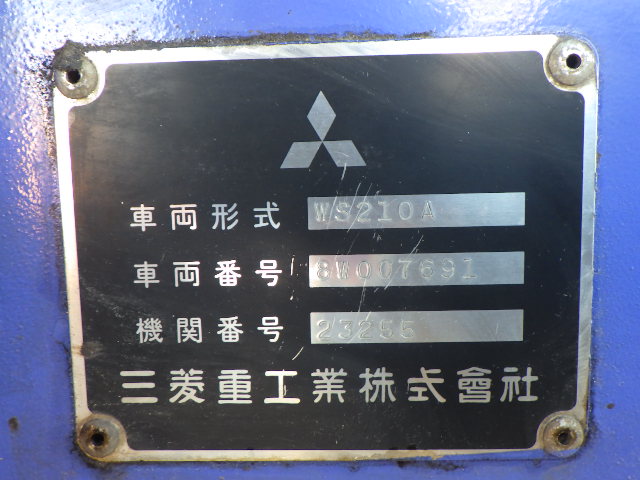 車両形式 WS210A
車両番号 8W007691
機関番号 23255
三菱重工業株式會社